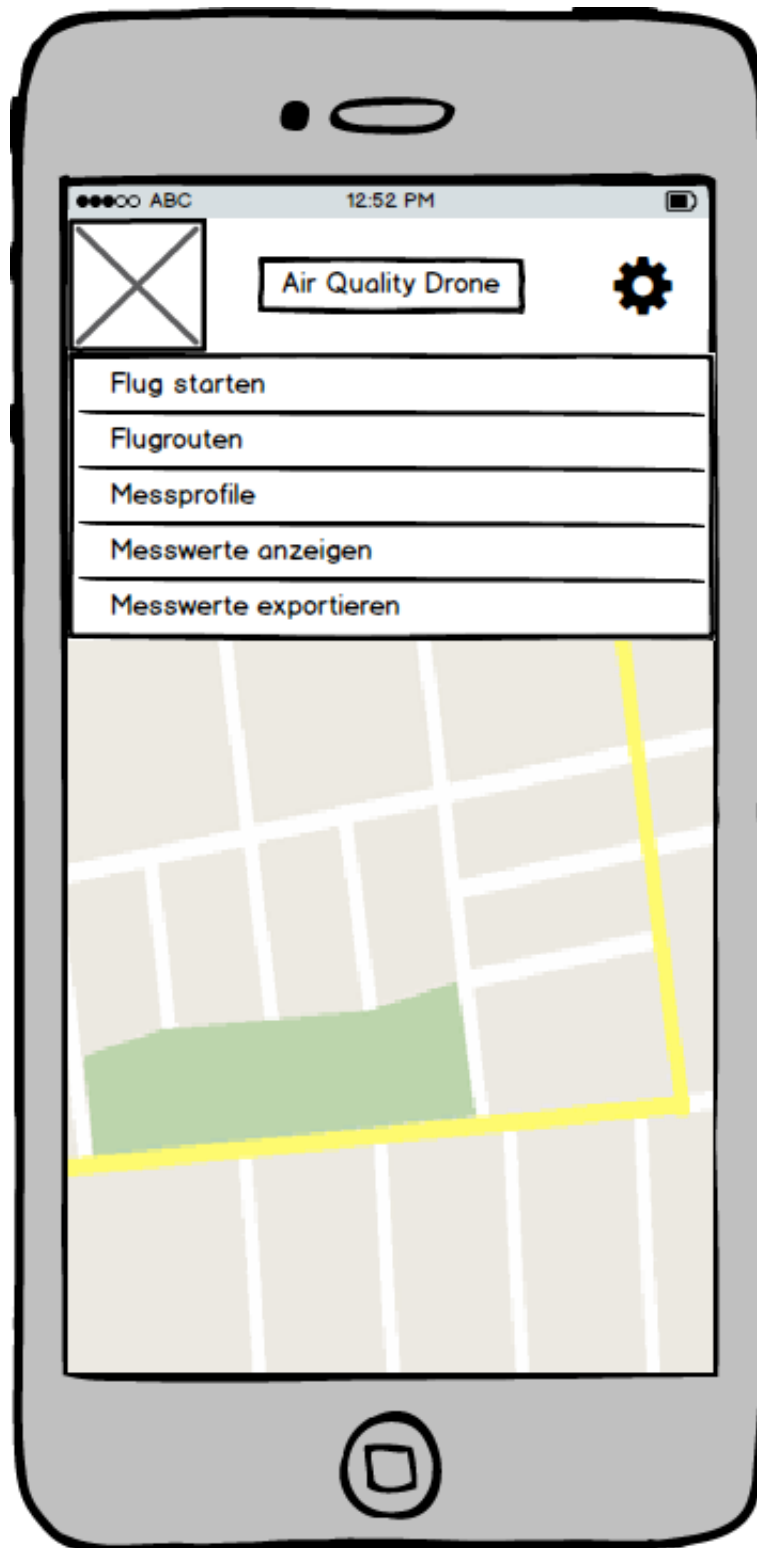 ABC 12:52 PM
Air Quality Drone
Flug starten
Flugrouten
Messprofile
Messwerte anzeigen
Messwerte exportieren